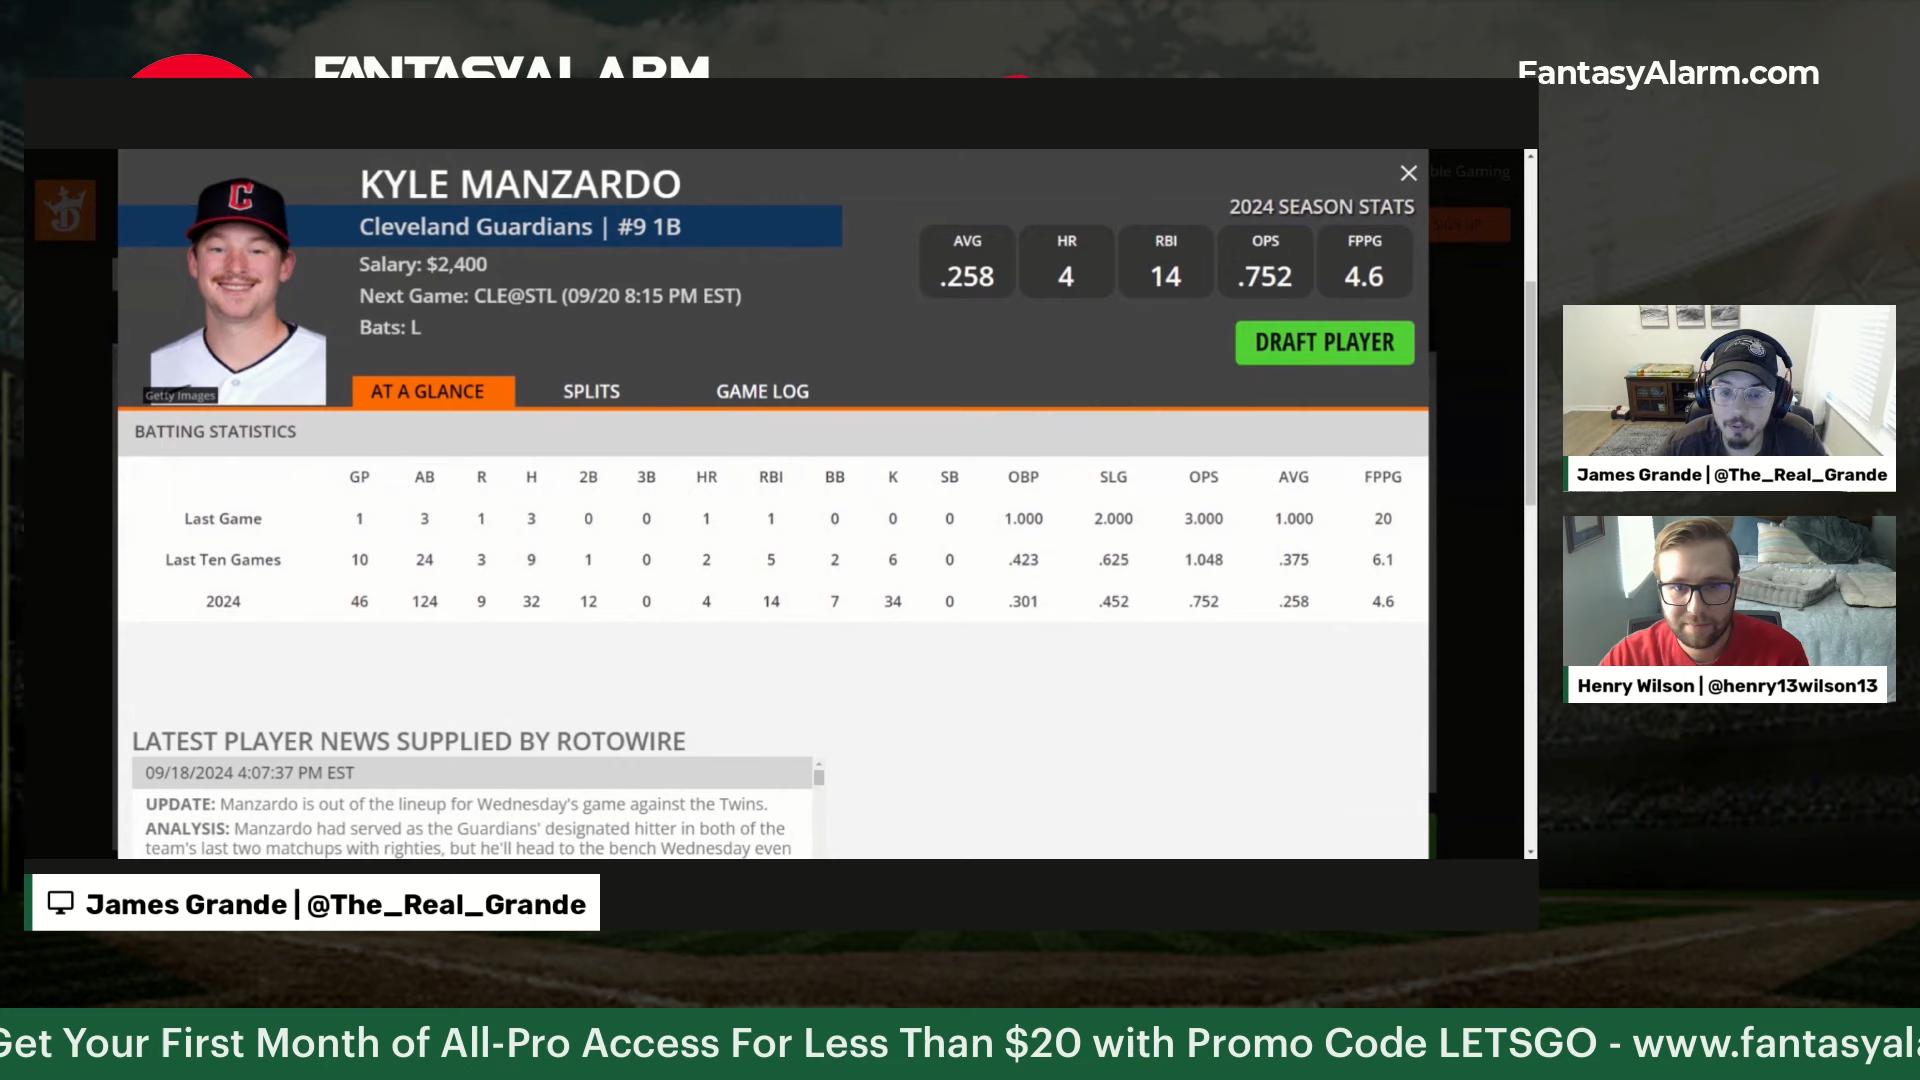 FANTASYALARM
FantasyAlarm.com
KYLE MANZARDO
Cleveland Guardians | #9 1B
Salary: $2,400
Next Game: CLE@STL (09/20 8:15 PM EST)
Bats: L
Getty Images
2024 SEASON STATS
AVG HR RBI OPS FPPG
.258 4 14 .752 4.6
DRAFT PLAYER
ble Gaming
SIGN UP
AT A GLANCE SPLITS GAME LOG
BATTING STATISTICS
GP AB R H 2B 3B HR RBI BB K SB OBP SLG OPS AVG FPPG
Last Game 1 3 1 3 0 0 1 1 0 0 0 1.000 2.000 3.000 1.000 20
Last Ten Games 10 24 3 9 1 0 2 5 2 6 0 .423 .625 1.048 .375 6.1
2024 46 124 9 32 12 0 4 14 7 34 0 .301 .452 .752 .258 4.6
LATEST PLAYER NEWS SUPPLIED BY ROTOWIRE
09/18/2024 4:07:37 PM EST
UPDATE: Manzardo is out of the lineup for Wednesday's game against the Twins.
ANALYSIS: Manzardo had served as the Guardians' designated hitter in both of the
team's last two matchups with righties, but he'll head to the bench Wednesday even
James Grande | @The_Real_Grande
Henry Wilson | @henry13wilson13
James Grande | @The_Real_Grande
Get Your First Month of All-Pro Access For Less Than $20 with Promo Code LETSGO - www.fantasyala